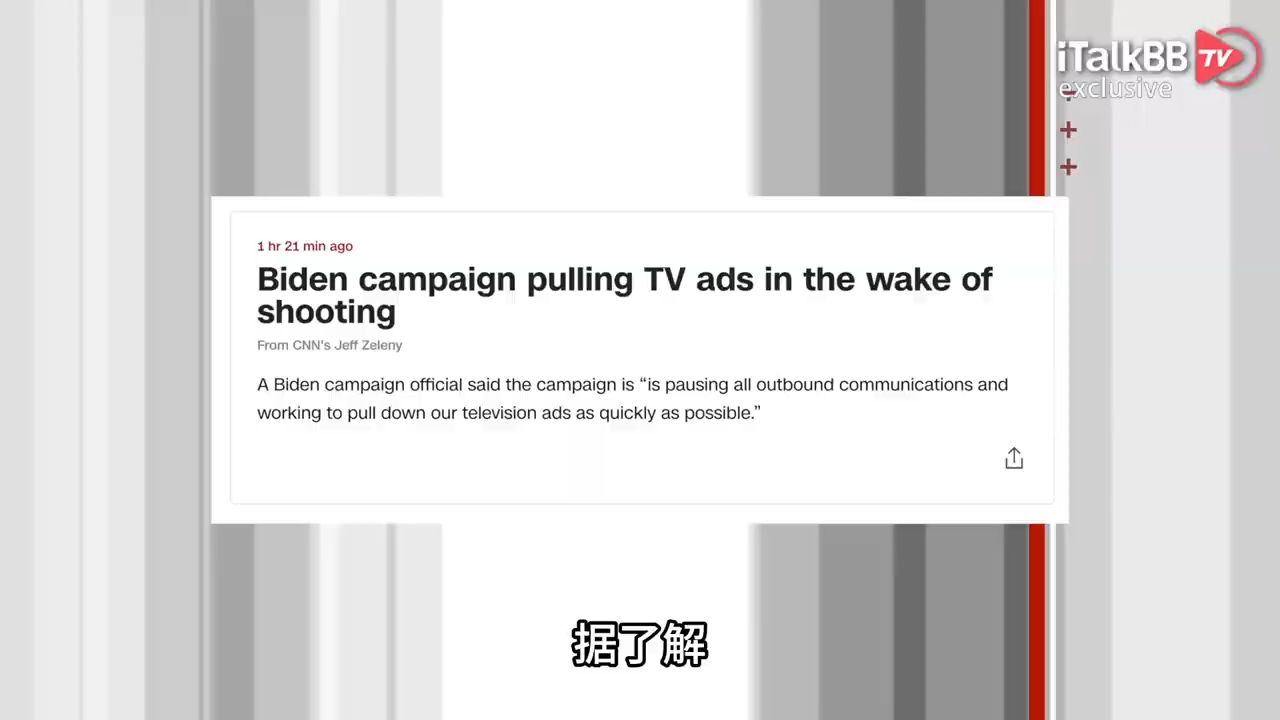 iTalkBB TV
exclusive
1 hr 21 min ago
Biden campaign pulling TV ads in the wake of
shooting
From CNN's Jeff Zeleny
A Biden campaign official said the campaign is “is pausing all outbound communications and
working to pull down our television ads as quickly as possible.”
据了解